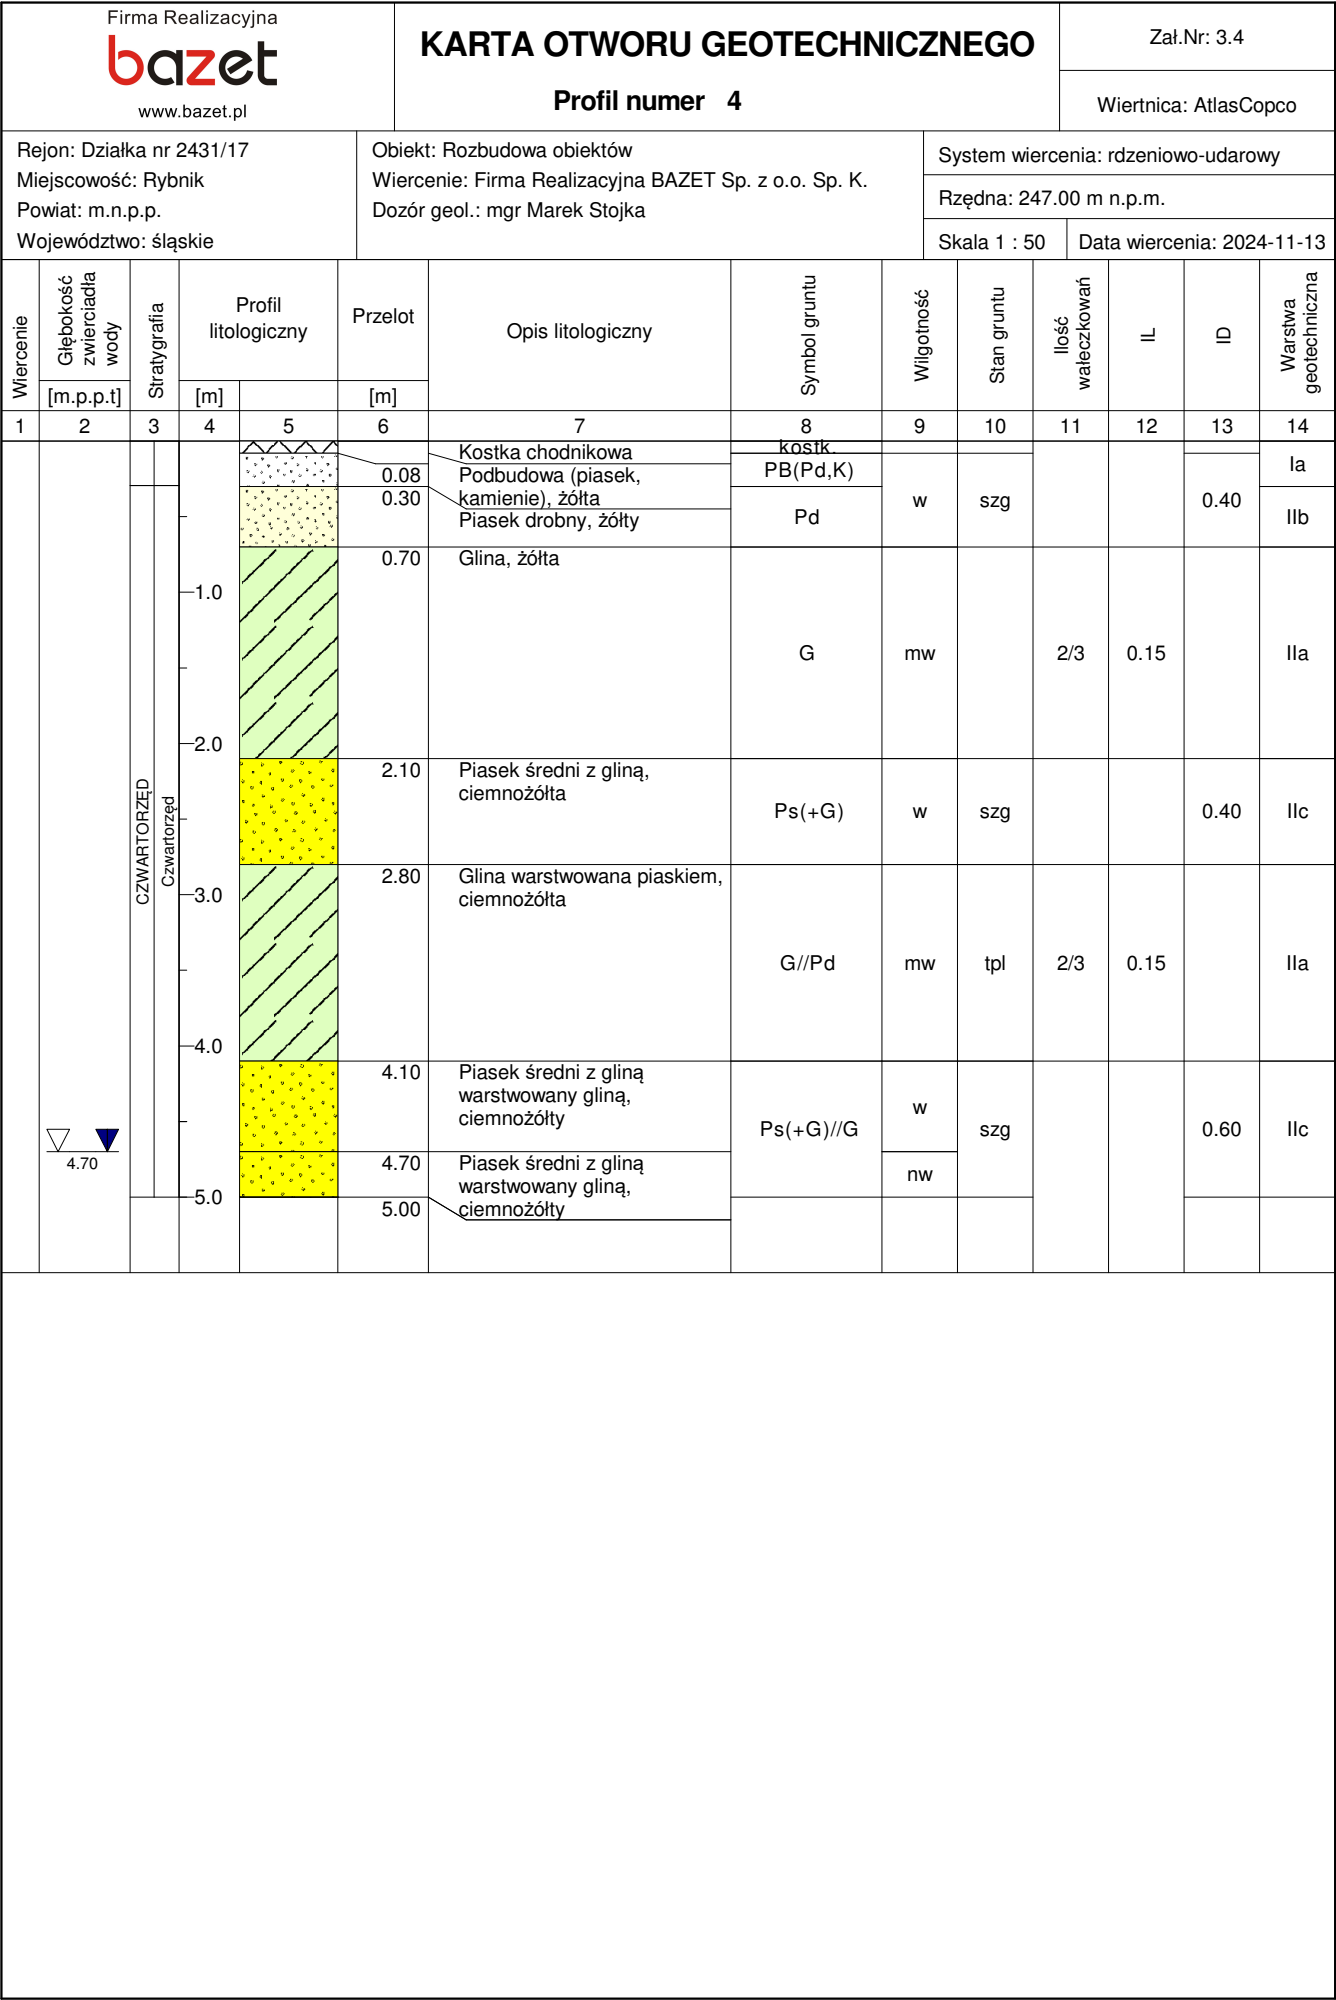 Firma Realizacyjna
bazet
www.bazet.pl
KARTA OTWORU GEOTECHNICZNEGO
Profil numer 4
Zał.Nr: 3.4
Wiertnica: AtlasCopco
Rejon: Działka nr 2431/17
Miejscowość: Rybnik
Powiat: m.n.p.p.
Województwo: śląskie
Obiekt: Rozbudowa obiektów
Wiercenie: Firma Realizacyjna BAZET Sp. z o.o. Sp. K.
Dozór geol.: mgr Marek Stojka
System wiercenia: rdzeniowo-udarowy
Rzędna: 247.00 m n.p.m.
Skala 1 : 50
Data wiercenia: 2024-11-13
Wiercenie
Głębokość
zwierciadła
wody
[m.p.p.t]
Stratygrafia
Profil
litologiczny
[m]
Przelot
[m]
Opis litologiczny
Symbol gruntu
Wilgotność
Stan gruntu
Ilość
wałeczkowań
IL
ID
Warstwa
geotechniczna
1 2 3 4 5 6 7 8 9 10 11 12 13 14
Kostka chodnikowa
kostk.
0.08
Podbudowa (piasek,
kamienie), żółta
PB(Pd,K)
Ia
0.30
Piasek drobny, żółty
Pd
w
szg
0.40
IIb
0.70
Glina, żółta
1.0
G
mw
2/3
0.15
IIa
2.0
2.10
Piasek średni z gliną,
ciemnożółta
Ps(+G)
w
szg
0.40
IIc
CZWARTORZĘD
Czwartorzęd
2.80
Glina warstwowana piaskiem,
ciemnożółta
3.0
G//Pd
mw
tpl
2/3
0.15
IIa
4.0
4.10
Piasek średni z gliną
warstwowany gliną,
ciemnożółty
w
Ps(+G)//G
szg
0.60
IIc
4.70
4.70
Piasek średni z gliną
warstwowany gliną,
ciemnożółty
nw
5.0
5.00